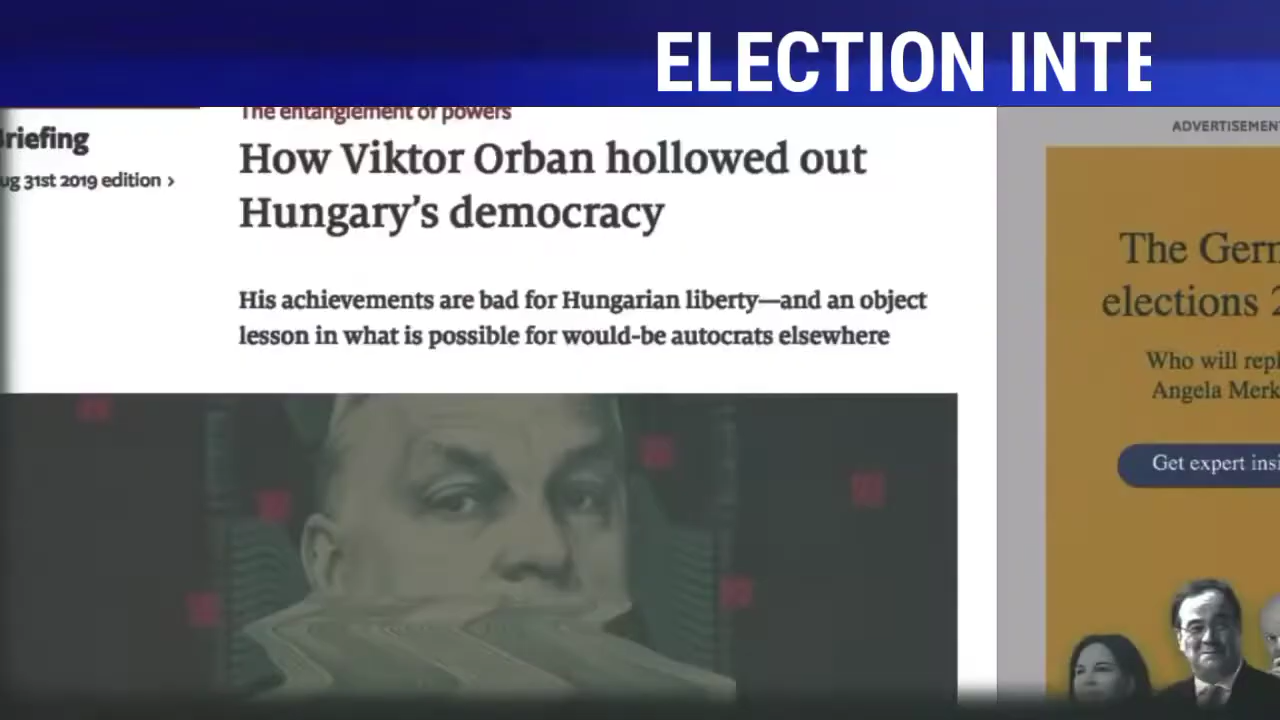 ELECTION INTE
The entanglement of powers
Briefing
ug 31st 2019 edition ›
How Viktor Orban hollowed out
Hungary’s democracy
His achievements are bad for Hungarian liberty—and an object
lesson in what is possible for would-be autocrats elsewhere
ADVERTISEMENT
The Germ
elections 2
Who will repl
Angela Merk
Get expert insi